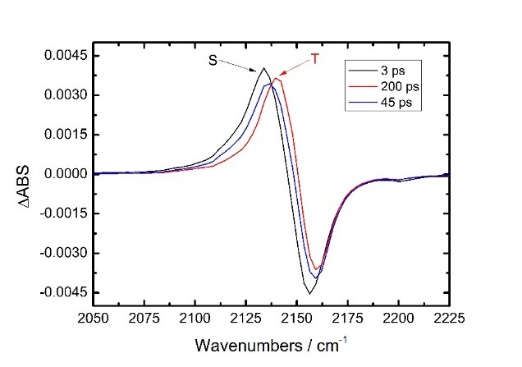 0.0045
0.0030
0.0015
0.0000
-0.0015
-0.0030
-0.0045
ΔABS
S
T
3 ps
200 ps
45 ps
2050 2075 2100 2125 2150 2175 2200 2225
Wavenumbers / cm⁻¹